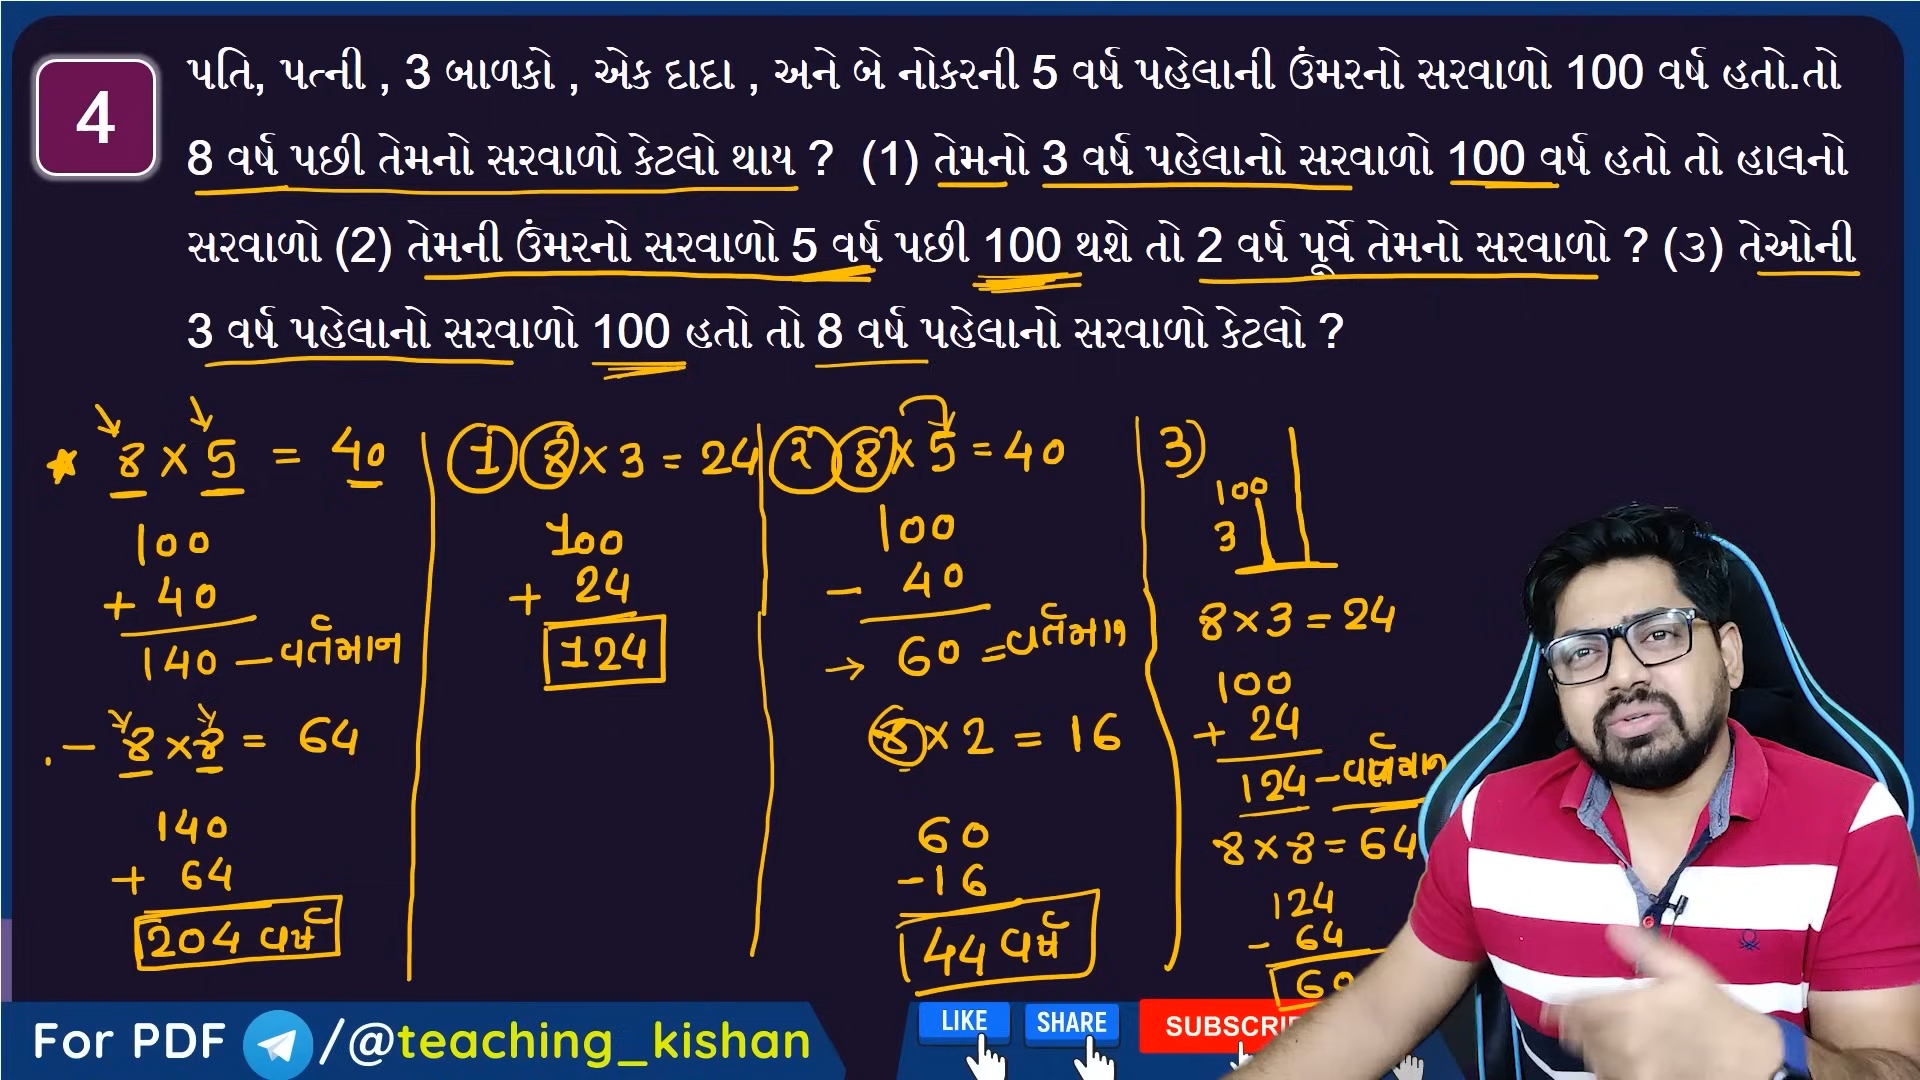 4
પતિ, પત્ની , 3 બાળકો , એક દાદા , અને બે નોકરની 5 વર્ષ પહેલાની ઉંમરનો સરવાળો 100 વર્ષ હતો.તો
8 વર્ષ પછી તેમનો સરવાળો કેટલો થાય ? (1) તેમનો 3 વર્ષ પહેલાનો સરવાળો 100 વર્ષ હતો તો હાલનો
સરવાળો (2) તેમની ઉંમરનો સરવાળો 5 વર્ષ પછી 100 થશે તો 2 વર્ષ પૂર્વે તેમનો સરવાળો ? (૩) તેઓની
3 વર્ષ પહેલાનો સરવાળો 100 હતો તો 8 વર્ષ પહેલાનો સરવાળો કેટલો ?
8 × 5 = 40
100
+ 40
140 – વર્તમાન
8 × 8 = 64
140
+ 64
204 વર્ષ
1 8 × 3 = 24
100
+ 24
124
2 8 × 5 = 40
100
- 40
→ 60 = વર્તમાન
8 × 2 = 16
60
- 16
44 વર્ષ
3)
100
3
8 × 3 = 24
100
+ 24
124 – વર્તમાન
8 × 8 = 64
124
- 64
60
For PDF /@teaching_kishan
LIKE
SHARE